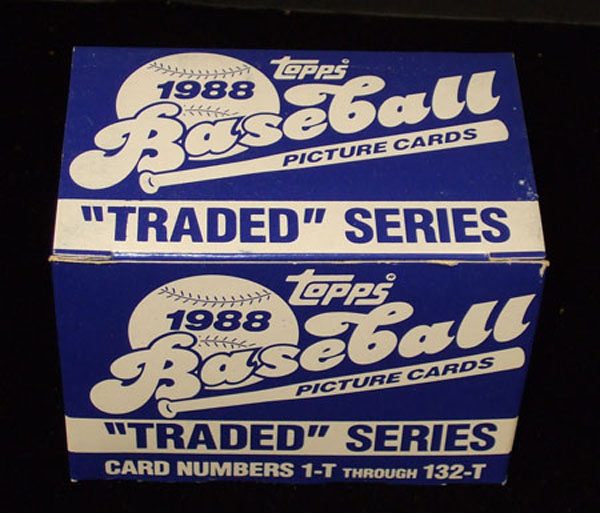 topps
1988
Baseball
PICTURE CARDS
"TRADED" SERIES
topps
1988
Baseball
PICTURE CARDS
"TRADED" SERIES
CARD NUMBERS 1-T THROUGH 132-T